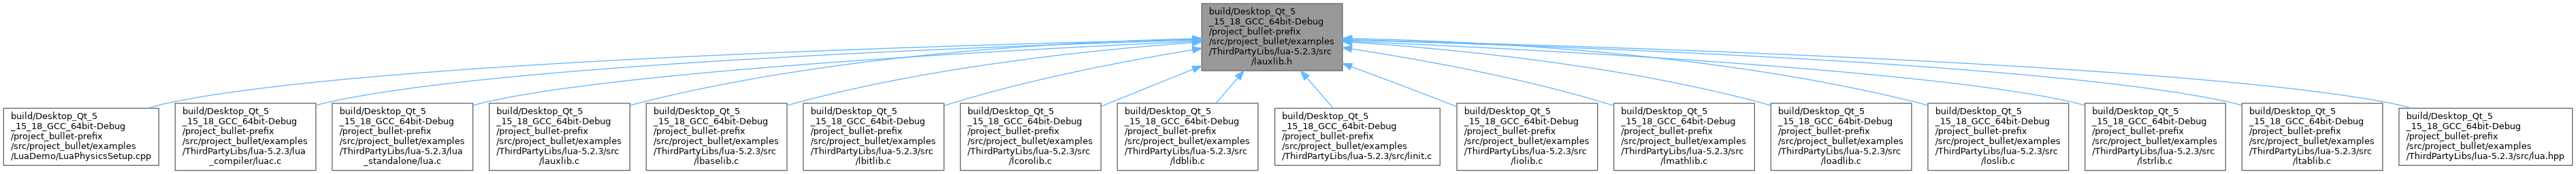 build/Desktop_Qt_5
_15_18_GCC_64bit-Debug
/project_bullet-prefix
/src/project_bullet/examples
/ThirdPartyLibs/lua-5.2.3/src
/lauxlib.h
build/Desktop_Qt_5
_15_18_GCC_64bit-Debug
/project_bullet-prefix
/src/project_bullet/examples
/LuaDemo/LuaPhysicsSetup.cpp
build/Desktop_Qt_5
_15_18_GCC_64bit-Debug
/project_bullet-prefix
/src/project_bullet/examples
/ThirdPartyLibs/lua-5.2.3/lua
_compiler/luac.c
build/Desktop_Qt_5
_15_18_GCC_64bit-Debug
/project_bullet-prefix
/src/project_bullet/examples
/ThirdPartyLibs/lua-5.2.3/lua
_standalone/lua.c
build/Desktop_Qt_5
_15_18_GCC_64bit-Debug
/project_bullet-prefix
/src/project_bullet/examples
/ThirdPartyLibs/lua-5.2.3/src
/lauxlib.c
build/Desktop_Qt_5
_15_18_GCC_64bit-Debug
/project_bullet-prefix
/src/project_bullet/examples
/ThirdPartyLibs/lua-5.2.3/src
/lbaselib.c
build/Desktop_Qt_5
_15_18_GCC_64bit-Debug
/project_bullet-prefix
/src/project_bullet/examples
/ThirdPartyLibs/lua-5.2.3/src
/lbitlib.c
build/Desktop_Qt_5
_15_18_GCC_64bit-Debug
/project_bullet-prefix
/src/project_bullet/examples
/ThirdPartyLibs/lua-5.2.3/src
/lcorolib.c
build/Desktop_Qt_5
_15_18_GCC_64bit-Debug
/project_bullet-prefix
/src/project_bullet/examples
/ThirdPartyLibs/lua-5.2.3/src
/ldblib.c
build/Desktop_Qt_5
_15_18_GCC_64bit-Debug
/project_bullet-prefix
/src/project_bullet/examples
/ThirdPartyLibs/lua-5.2.3/src/linit.c
build/Desktop_Qt_5
_15_18_GCC_64bit-Debug
/project_bullet-prefix
/src/project_bullet/examples
/ThirdPartyLibs/lua-5.2.3/src
/liolib.c
build/Desktop_Qt_5
_15_18_GCC_64bit-Debug
/project_bullet-prefix
/src/project_bullet/examples
/ThirdPartyLibs/lua-5.2.3/src
/lmathlib.c
build/Desktop_Qt_5
_15_18_GCC_64bit-Debug
/project_bullet-prefix
/src/project_bullet/examples
/ThirdPartyLibs/lua-5.2.3/src
/loadlib.c
build/Desktop_Qt_5
_15_18_GCC_64bit-Debug
/project_bullet-prefix
/src/project_bullet/examples
/ThirdPartyLibs/lua-5.2.3/src
/loslib.c
build/Desktop_Qt_5
_15_18_GCC_64bit-Debug
/project_bullet-prefix
/src/project_bullet/examples
/ThirdPartyLibs/lua-5.2.3/src
/lstrlib.c
build/Desktop_Qt_5
_15_18_GCC_64bit-Debug
/project_bullet-prefix
/src/project_bullet/examples
/ThirdPartyLibs/lua-5.2.3/src
/ltablib.c
build/Desktop_Qt_5
_15_18_GCC_64bit-Debug
/project_bullet-prefix
/src/project_bullet/examples
/ThirdPartyLibs/lua-5.2.3/src/lua.hpp